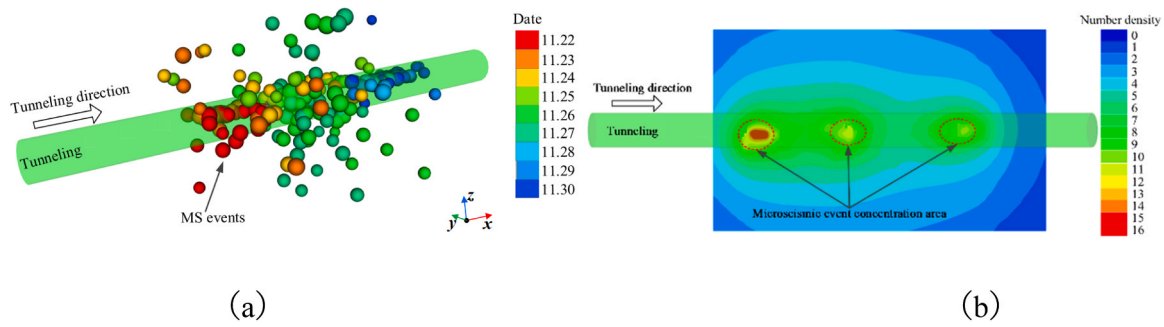 Date
11.22
11.23
11.24
11.25
11.26
11.27
11.28
11.29
11.30
Tunneling direction
Tunneling
MS events
z
y
x
(a)
Number density
0
1
2
3
4
5
6
7
8
9
10
11
12
13
14
15
16
Tunneling direction
Tunneling
Microseismic event concentration area
(b)